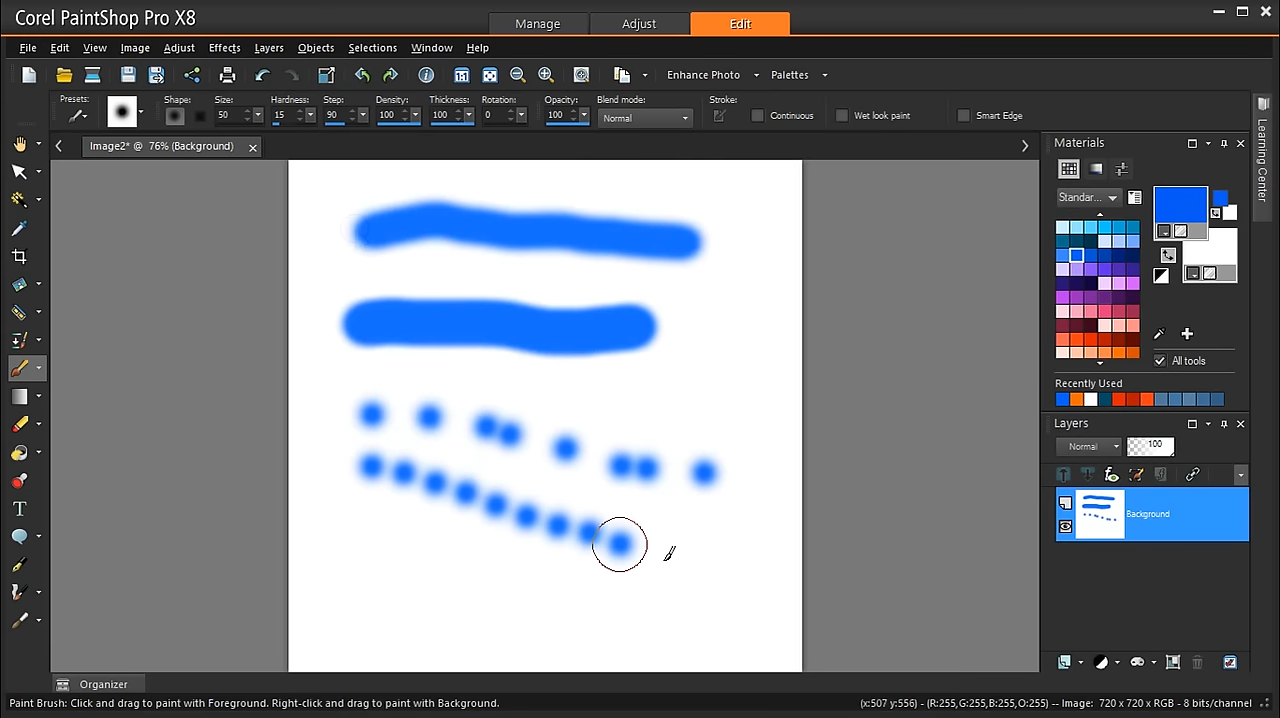 Corel PaintShop Pro X8
Manage
Adjust
Edit
File Edit View Image Adjust Effects Layers Objects Selections Window Help
Enhance Photo
Palettes
Presets:
Shape:
Size:
Hardness:
Step:
Density:
Thickness:
Rotation:
Opacity:
Blend mode:
Stroke:
50
15
90
100
100
0
100
Normal
Continuous
Wet look paint
Smart Edge
Image2* @ 76% (Background)
Materials
Learning Center
Standar...
All tools
Recently Used
Layers
Normal
100
Background
T
Organizer
Paint Brush: Click and drag to paint with Foreground. Right-click and drag to paint with Background.
(x:507 y:556) -- (R:255,G:255,B:255,O:255) -- Image: 720 x 720 x RGB - 8 bits/channel